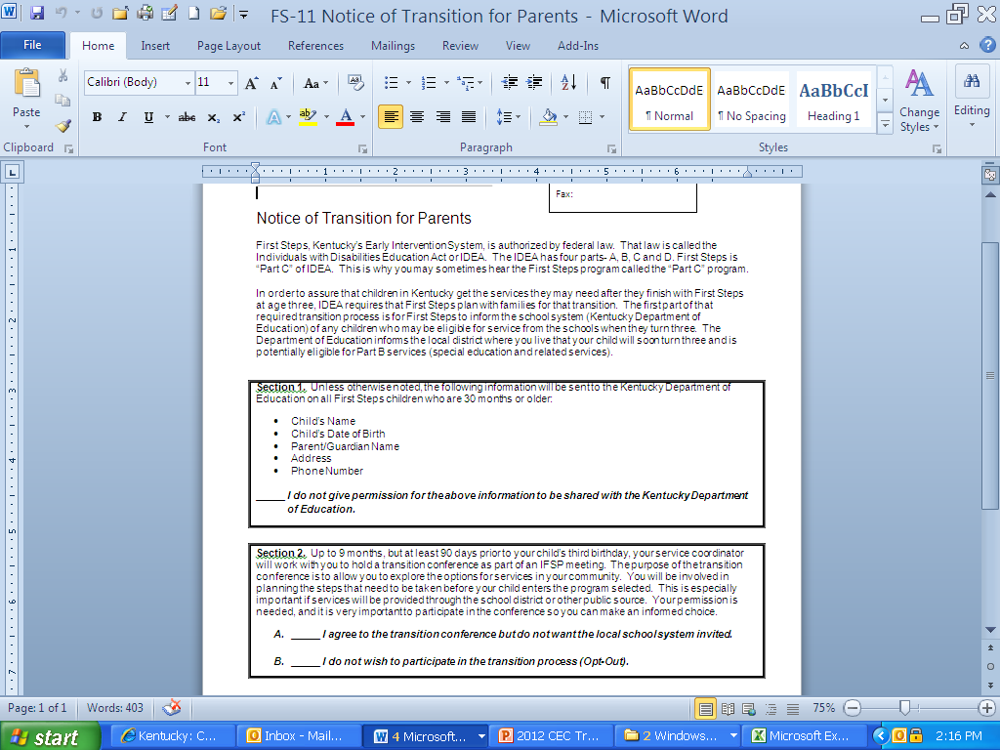 FS-11 Notice of Transition for Parents - Microsoft Word
File Home Insert Page Layout References Mailings Review View Add-Ins
Paste
Calibri (Body) 11
AaBbCcDdE AaBbCcDdE AaBbCcI
¶ Normal ¶ No Spacing Heading 1
Change Styles
Editing
Clipboard Font Paragraph Styles
1 2 3 4 5 6
Fax:
Notice of Transition for Parents
First Steps, Kentucky's Early Intervention System, is authorized by federal law. That law is called the
Individuals with Disabilities Education Act or IDEA. The IDEA has four parts- A, B, C and D. First Steps is
“Part C” of IDEA. This is why you may sometimes hear the First Steps program called the “Part C” program.
In order to assure that children in Kentucky get the services they may need after they finish with First Steps
at age three, IDEA requires that First Steps plan with families for that transition. The first part of that
required transition process is for First Steps to inform the school system (Kentucky Department of
Education) of any children who may be eligible for service from the schools when they turn three. The
Department of Education informs the local district where you live that your child will soon turn three and is
potentially eligible for Part B services (special education and related services).
Section 1. Unless otherwise noted, the following information will be sent to the Kentucky Department of
Education on all First Steps children who are 30 months or older:
• Child's Name
• Child's Date of Birth
• Parent/Guardian Name
• Address
• Phone Number
_____ I do not give permission for the above information to be shared with the Kentucky Department
of Education.
Section 2. Up to 9 months, but at least 90 days prior to your child's third birthday, your service coordinator
will work with you to hold a transition conference as part of an IFSP meeting. The purpose of the transition
conference is to allow you to explore the options for services in your community. You will be involved in
planning the steps that need to be taken before your child enters the program selected. This is especially
important if services will be provided through the school district or other public source. Your permission is
needed, and it is very important to participate in the conference so you can make an informed choice.
A. _____ I agree to the transition conference but do not want the local school system invited.
B. _____ I do not wish to participate in the transition process (Opt-Out).
Page: 1 of 1 Words: 403 75%
start Kentucky: C... Inbox - Mail... 4 Microsoft... 2012 CEC Tr... 2 Windows... Microsoft Ex... 2:16 PM